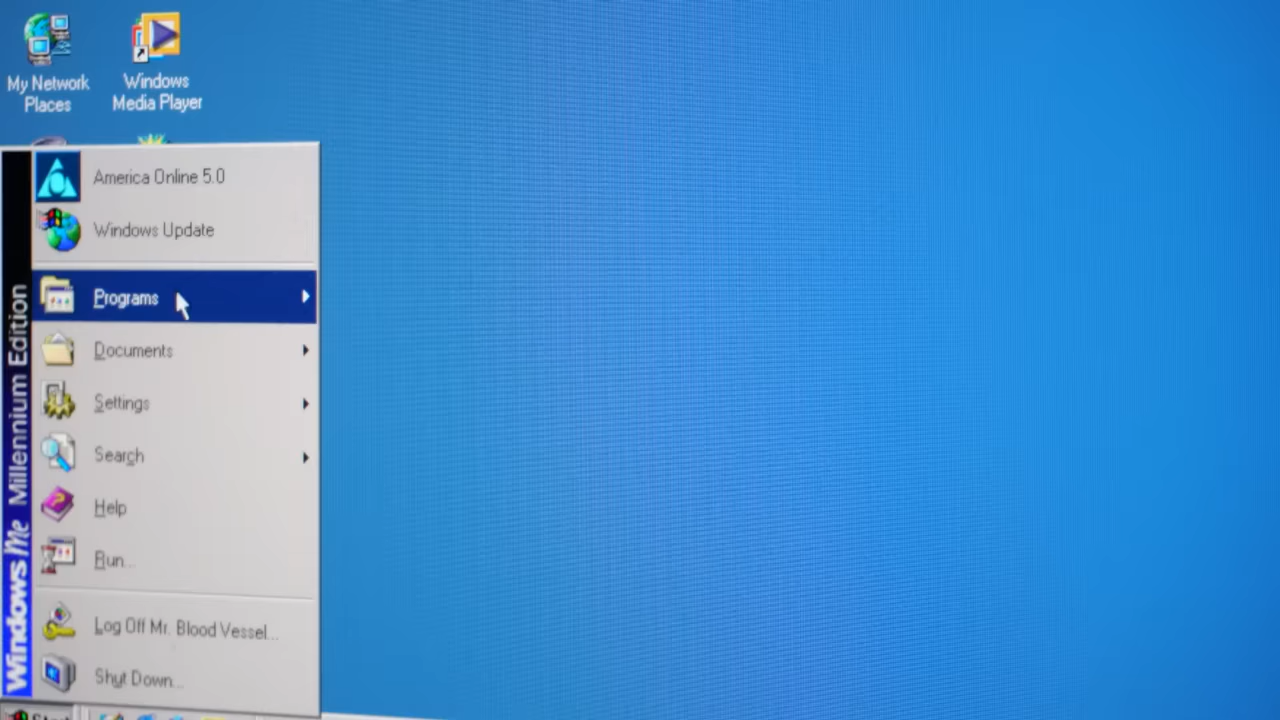 My Network
Places
Windows
Media Player
America Online 5.0
Windows Update
Programs
Documents
Settings
Search
Help
Run...
Log Off Mr. Blood Vessel...
Shut Down...
Windows Me Millennium Edition
Start